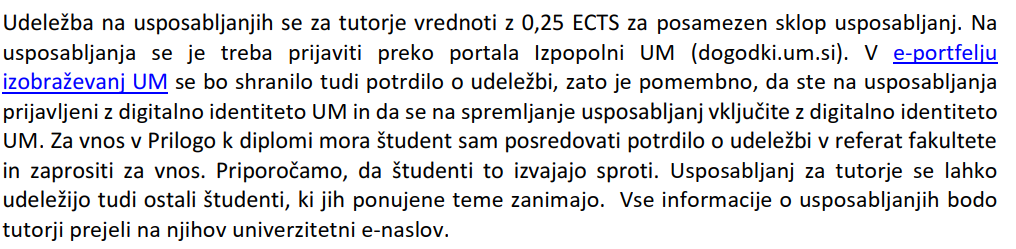 Udeležba na usposabljanjih se za tutorje vrednoti z 0,25 ECTS za posamezen sklop usposabljanj. Na
usposabljanja se je treba prijaviti preko portala Izpopolni UM (dogodki.um.si). V e-portfelju
izobraževanj UM se bo shranilo tudi potrdilo o udeležbi, zato je pomembno, da ste na usposabljanja
prijavljeni z digitalno identiteto UM in da se na spremljanje usposabljanj vključite z digitalno identiteto
UM. Za vnos v Prilogo k diplomi mora študent sam posredovati potrdilo o udeležbi v referat fakultete
in zaprositi za vnos. Priporočamo, da študenti to izvajajo sproti. Usposabljanj za tutorje se lahko
udeležijo tudi ostali študenti, ki jih ponujene teme zanimajo.  Vse informacije o usposabljanjih bodo
tutorji prejeli na njihov univerzitetni e-naslov.